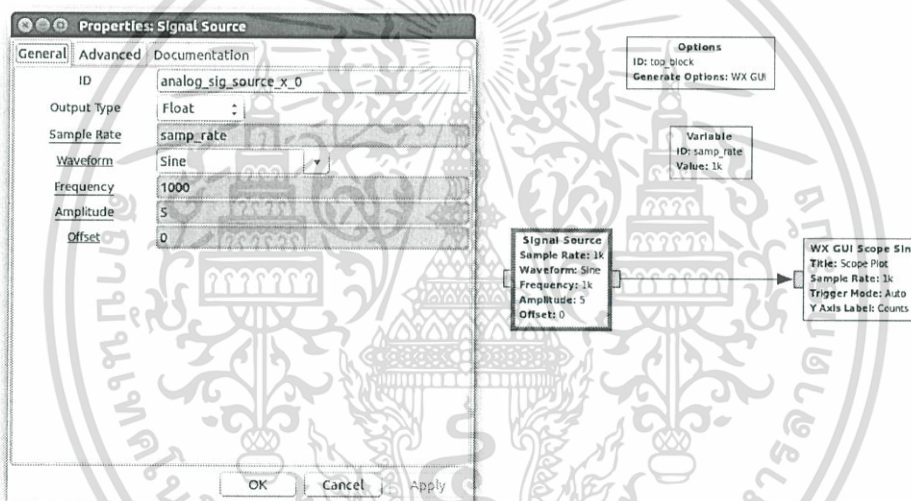 Properties: Signal Source
General Advanced Documentation
ID analog_sig_source_x_0
Output Type Float
Sample Rate samp_rate
Waveform Sine
Frequency 1000
Amplitude 5
Offset 0
OK Cancel Apply
Options
ID: top_block
Generate Options: WX GUI
Variable
ID: samp_rate
Value: 1k
Signal Source
Sample Rate: 1k
Waveform: Sine
Frequency: 1k
Amplitude: 5
Offset: 0
WX GUI Scope Sin
Title: Scope Plot
Sample Rate: 1k
Trigger Mode: Auto
Y Axis Label: Counts